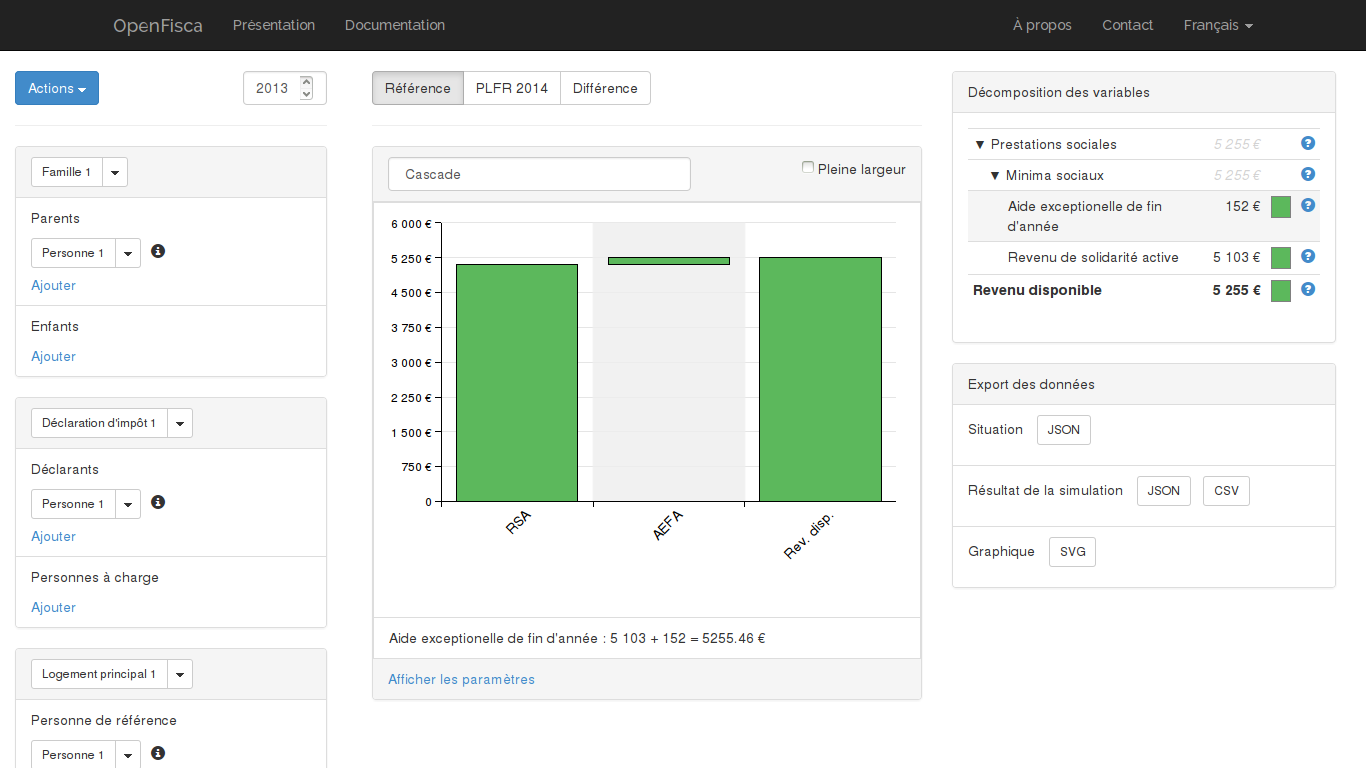 OpenFisca Présentation Documentation À propos Contact Français
Actions
2013
Famille 1
Parents
Personne 1
Ajouter
Enfants
Ajouter
Déclaration d'impôt 1
Déclarants
Personne 1
Ajouter
Personnes à charge
Ajouter
Logement principal 1
Personne de référence
Personne 1
Référence PLFR 2014 Différence
Cascade
Pleine largeur
6 000 €
5 250 €
4 500 €
3 750 €
3 000 €
2 250 €
1 500 €
750 €
0
RSA
AEFA
Rev. disp.
Aide exceptionelle de fin d'année : 5 103 + 152 = 5255.46 €
Afficher les paramètres
Décomposition des variables
▼ Prestations sociales 5 255 €
▼ Minima sociaux 5 255 €
Aide exceptionelle de fin 152 €
d'année
Revenu de solidarité active 5 103 €
Revenu disponible 5 255 €
Export des données
Situation JSON
Résultat de la simulation JSON CSV
Graphique SVG